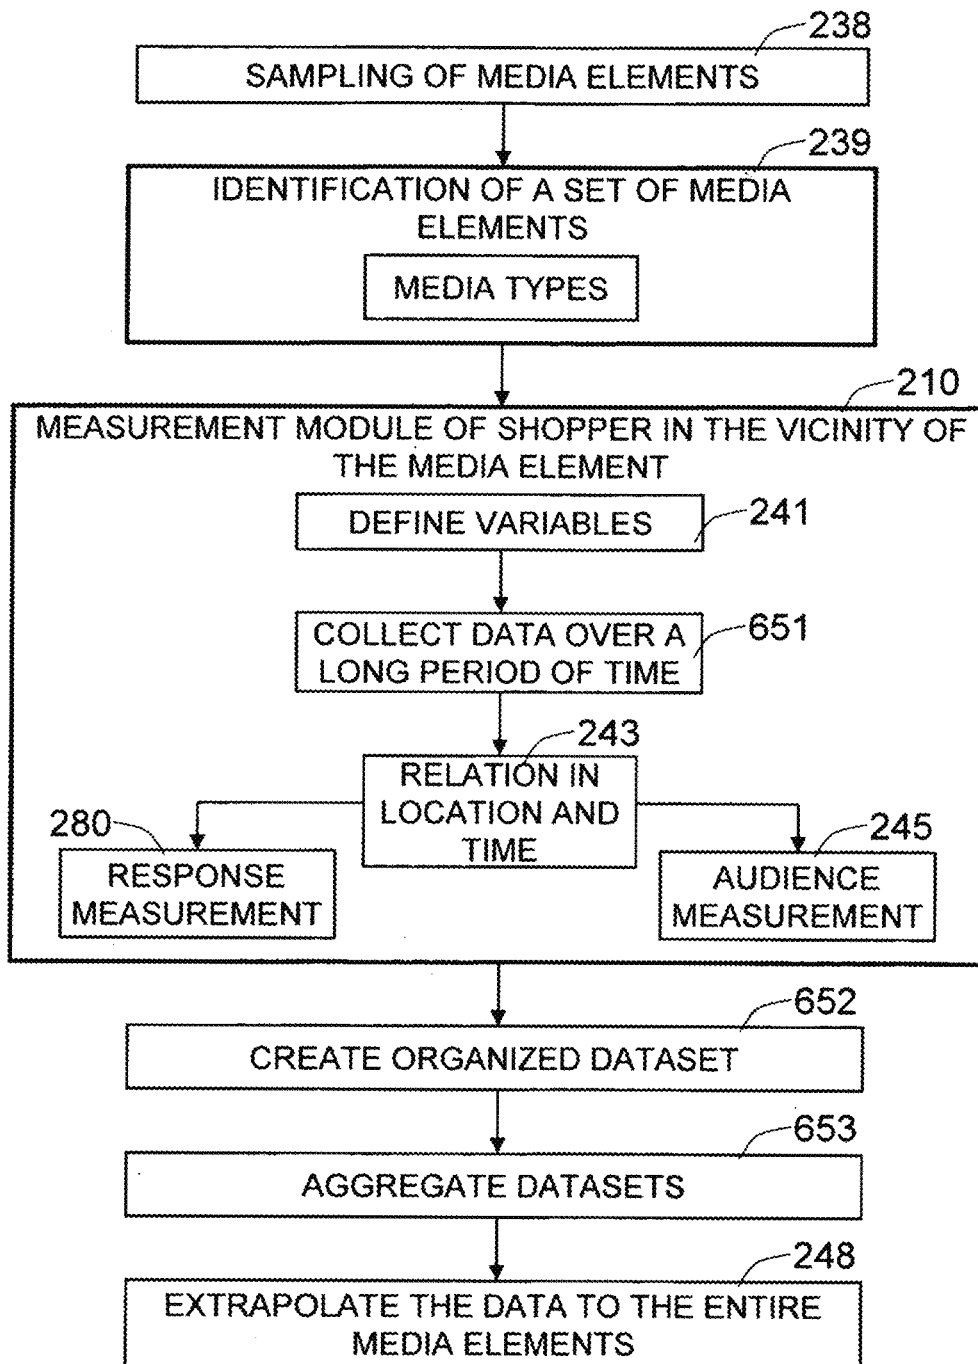 238
SAMPLING OF MEDIA ELEMENTS
239
IDENTIFICATION OF A SET OF MEDIA
ELEMENTS
MEDIA TYPES
210
MEASUREMENT MODULE OF SHOPPER IN THE VICINITY OF
THE MEDIA ELEMENT
DEFINE VARIABLES
241
COLLECT DATA OVER A
LONG PERIOD OF TIME
651
243
RELATION IN
LOCATION AND
TIME
280
RESPONSE
MEASUREMENT
245
AUDIENCE
MEASUREMENT
652
CREATE ORGANIZED DATASET
653
AGGREGATE DATASETS
248
EXTRAPOLATE THE DATA TO THE ENTIRE
MEDIA ELEMENTS